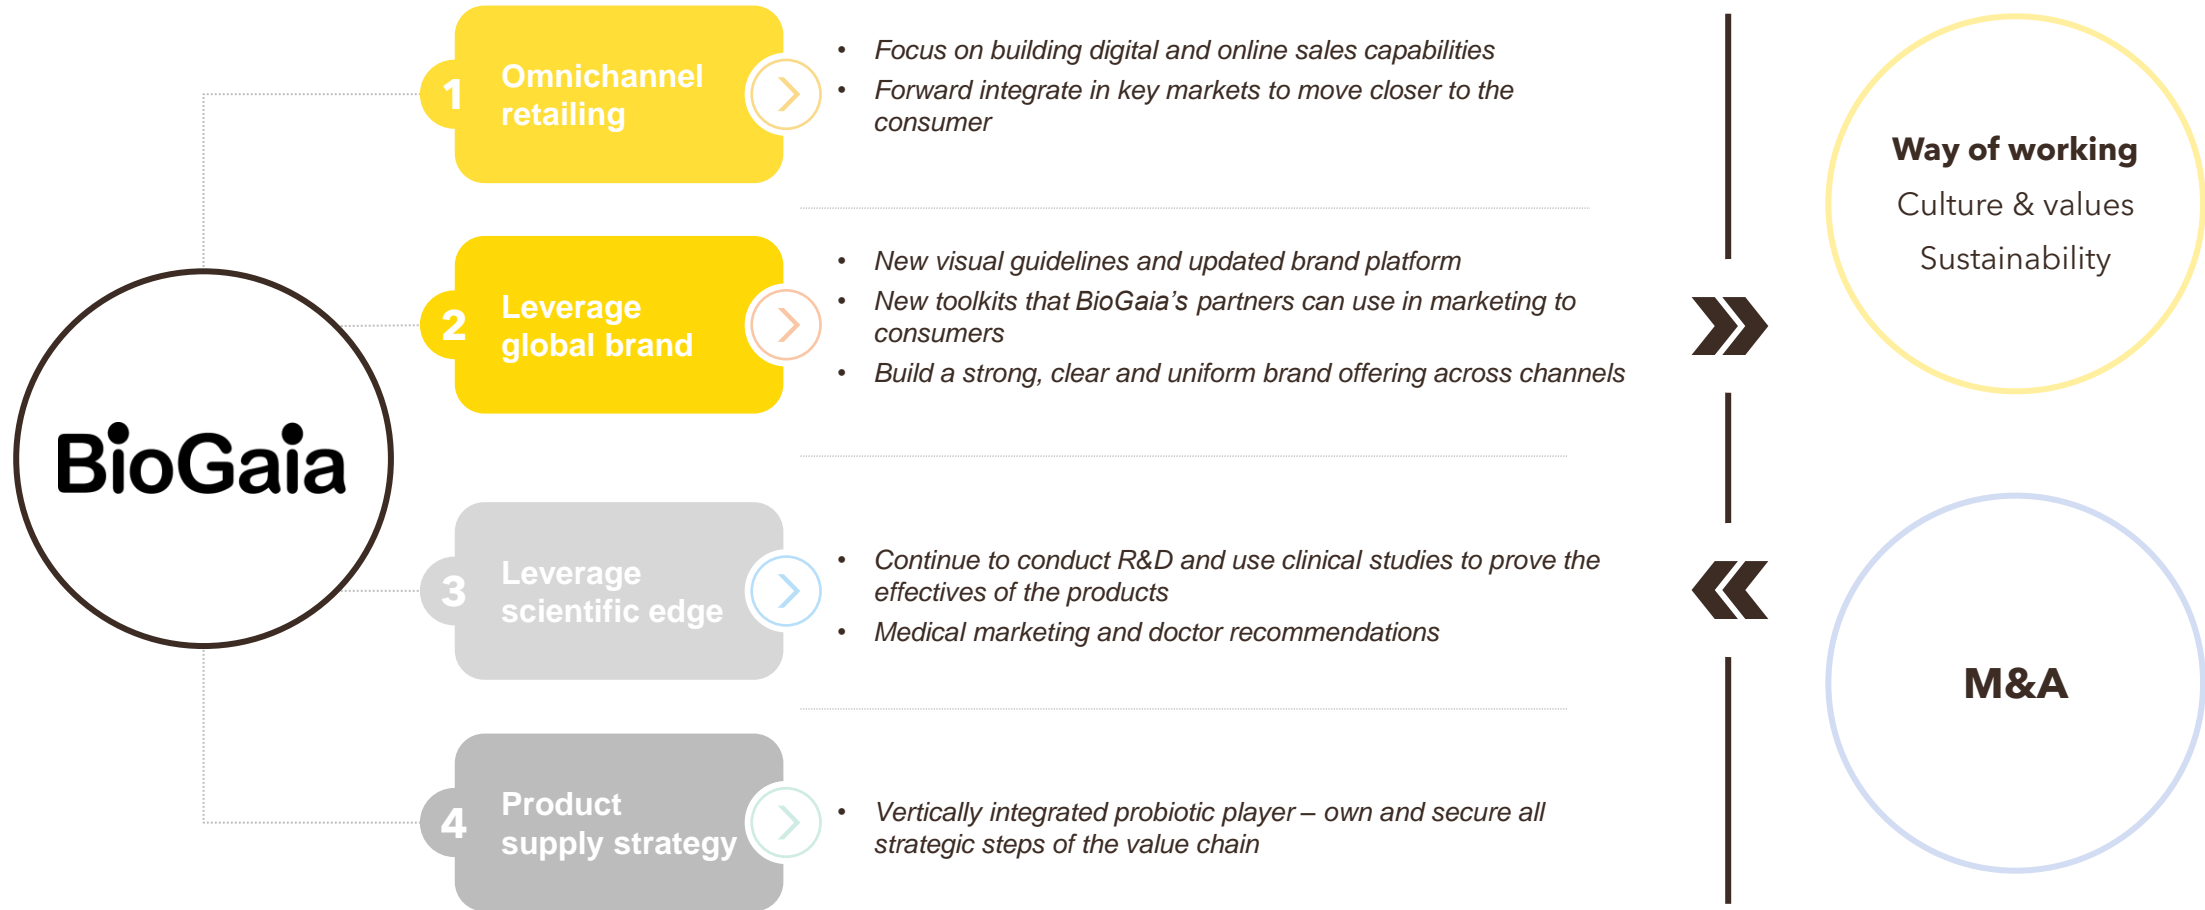 BioGaia
1
Omnichannel
retailing
• Focus on building digital and online sales capabilities
• Forward integrate in key markets to move closer to the
consumer
2
Leverage
global brand
• New visual guidelines and updated brand platform
• New toolkits that BioGaia’s partners can use in marketing to
consumers
• Build a strong, clear and uniform brand offering across channels
3
Leverage
scientific edge
• Continue to conduct R&D and use clinical studies to prove the
effectives of the products
• Medical marketing and doctor recommendations
4
Product
supply strategy
• Vertically integrated probiotic player – own and secure all
strategic steps of the value chain
Way of working
Culture & values
Sustainability
M&A